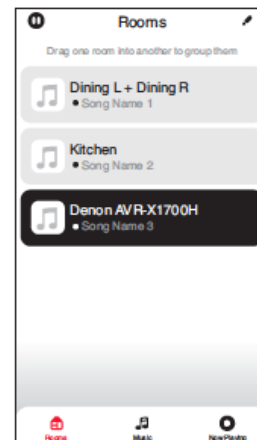 Rooms
Drag one room into another to group them
Dining L + Dining R
Song Name 1
Kitchen
Song Name 2
Denon AVR-X1700H
Song Name 3
Rooms
Music
Now Playing